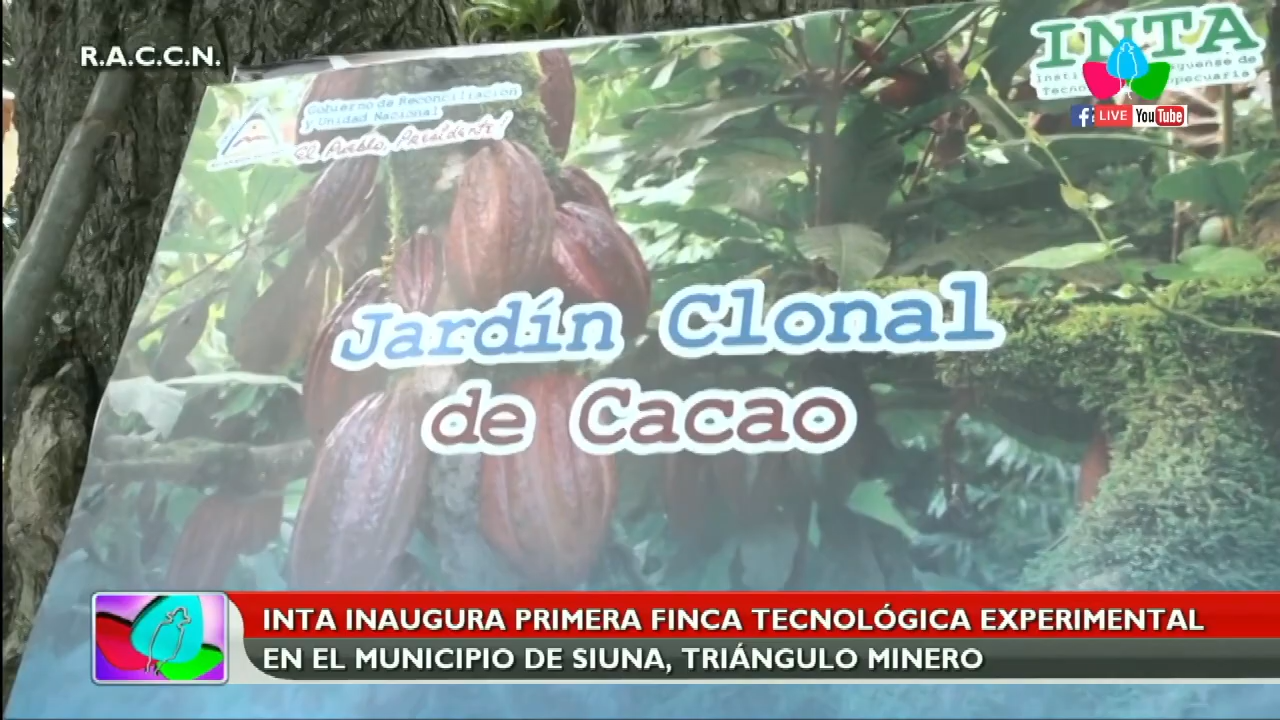 R.A.C.C.N.
Gobierno de Reconciliación
y Unidad Nacional
El Pueblo, Presidente!
INTA
LIVE YouTube
Jardín Clonal
de Cacao
INTA INAUGURA PRIMERA FINCA TECNOLÓGICA EXPERIMENTAL
EN EL MUNICIPIO DE SIUNA, TRIÁNGULO MINERO